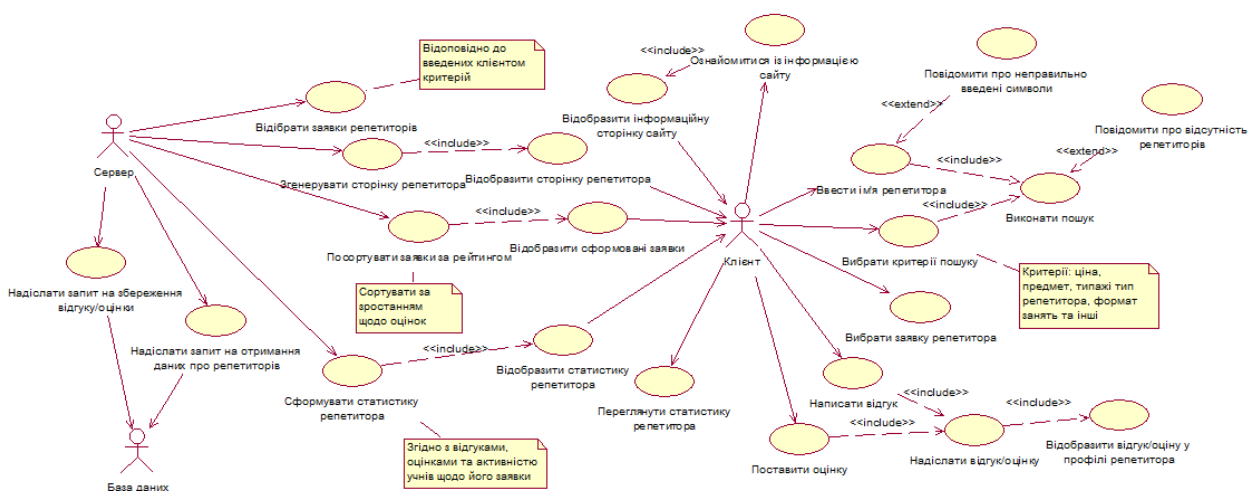 Відоповідно до
введених клієнтом
критерій
Відібрати заявки репетиторів
Сервер
<<include>>
Згенерувати сторінку репетитора
Відобразити сторінку репетитора
<<include>>
Ознайомитися із інформацією
сайту
Відобразити інформаційну
сторінку сайту
Повідомити про неправильно
введені символи
<<extend>>
Повідомити про відсутність
репетиторів
<<extend>>
<<include>>
Ввести ім'я репетитора
Виконати пошук
<<include>>
Вибрати критерії пошуку
Критерії: ціна,
предмет, типажі тип
репетитора, формат
занять та інші
Клієнт
<<include>>
Посортувати заявки за рейтингом
Відобразити сформовані заявки
Сортувати за
зростанням
щодо оцінок
Надіслати запит на збереження
відгуку/оцінки
Надіслати запит на отримання
даних про репетиторів
База даних
<<include>>
Сформувати статистику
репетитора
Відобразити статистику
репетитора
Згідно з відгуками,
оцінками та активністю
учнів щодо його заявки
Переглянути статистику
репетитора
Вибрати заявку репетитора
Написати відгук
<<include>>
<<include>>
<<include>>
Поставити оцінку
Надіслати відгук/оцінку
Відобразити відгук/оціну у
профілі репетитора